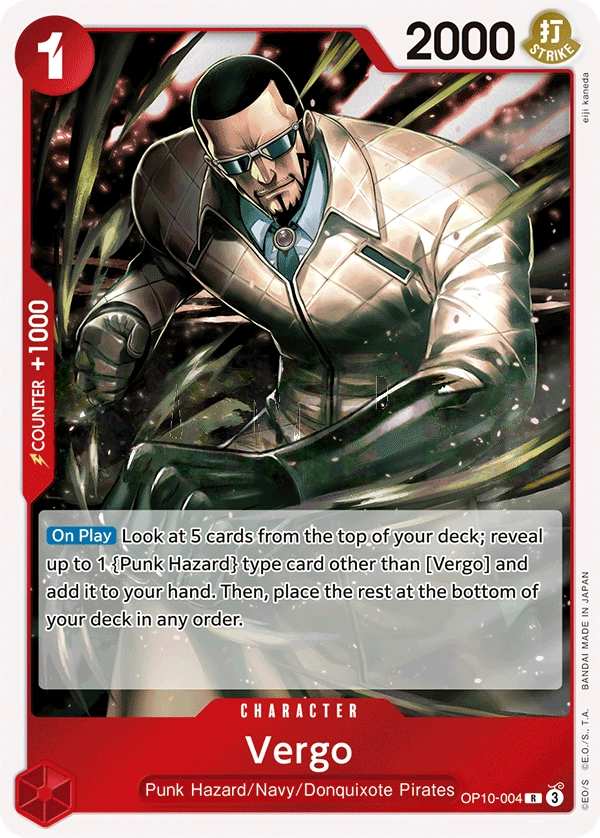 1
2000
打
STRIKE
eiji kaneda
COUNTER +1000
On Play Look at 5 cards from the top of your deck; reveal
up to 1 {Punk Hazard} type card other than [Vergo] and
add it to your hand. Then, place the rest at the bottom of
your deck in any order.
CHARACTER
Vergo
Punk Hazard/Navy/Donquixote Pirates
OP10-004 R 3
©E.O/S ©E.O./S., T.A. BANDAI MADE IN JAPAN